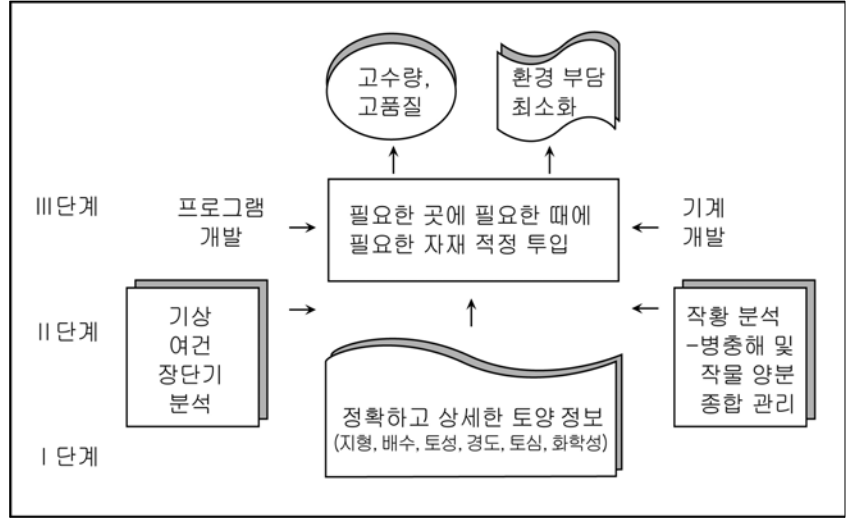 고수량,
고품질
환경 부담
최소화
Ⅲ단계
프로그램
개발
필요한 곳에 필요한 때에
필요한 자재 적정 투입
기계
개발
Ⅱ단계
기상
여건
장단기
분석
작황 분석
-병충해 및
작물 양분
종합 관리
정확하고 상세한 토양 정보
(지형, 배수, 토성, 경도, 토심, 화학성)
Ⅰ단계